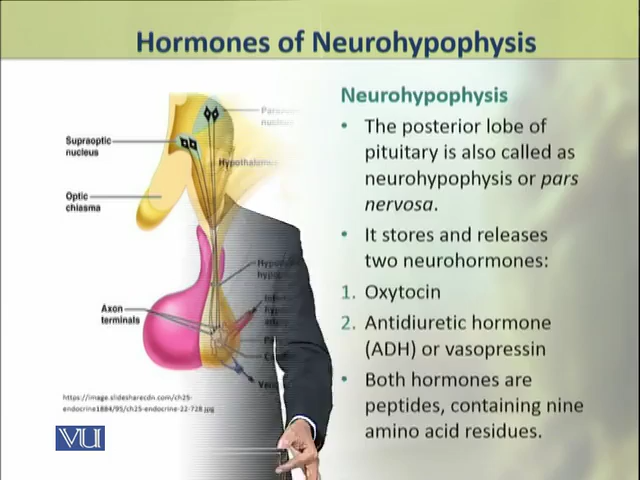 Hormones of Neurohypophysis
Supraoptic
nucleus
Hypothalamus
Optic
chiasma
Axon
terminals
https://image.slidesharecdn.com/ch25-
endocrine1884/95/ch25-endocrine-22-728.jpg
VU
Neurohypophysis
• The posterior lobe of
pituitary is also called as
neurohypophysis or pars
nervosa.
• It stores and releases
two neurohormones:
1. Oxytocin
2. Antidiuretic hormone
(ADH) or vasopressin
• Both hormones are
peptides, containing nine
amino acid residues.